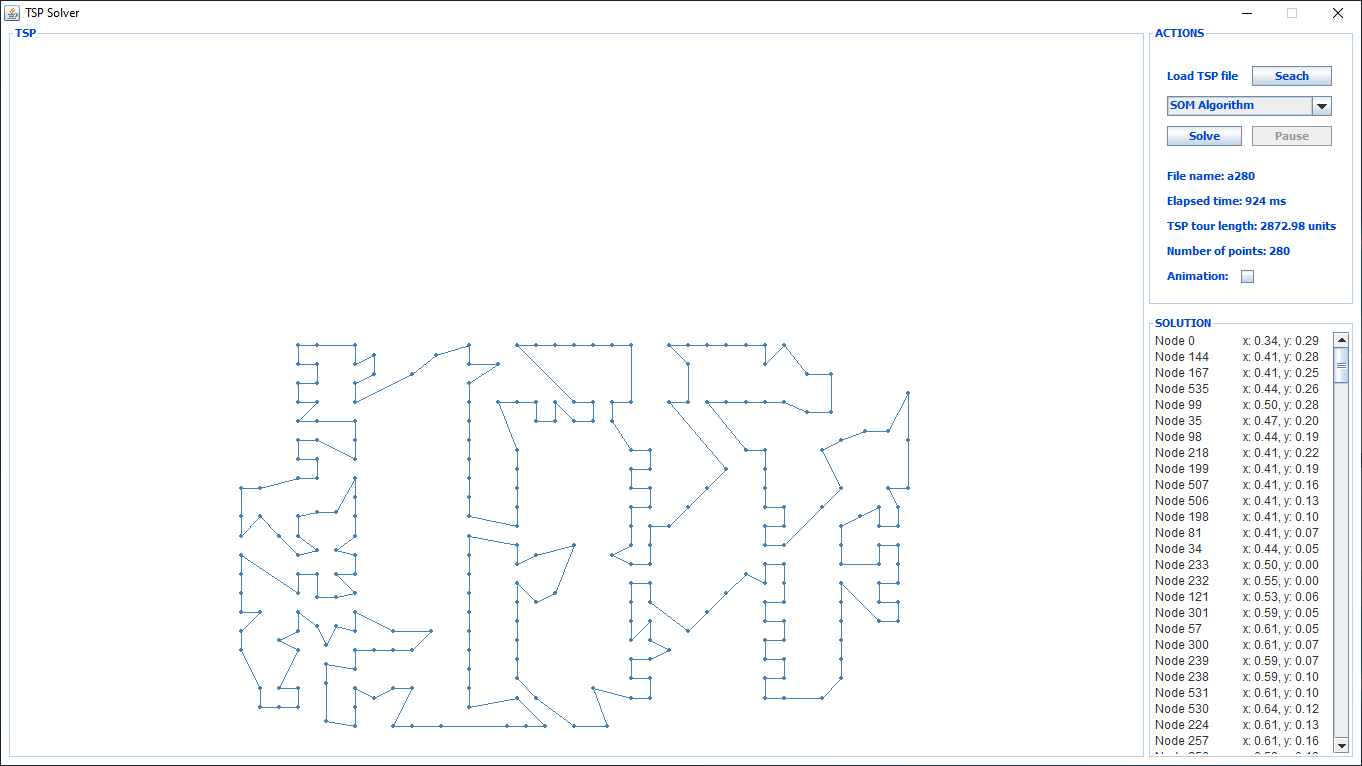 TSP Solver
TSP
ACTIONS
Load TSP file Seach
SOM Algorithm
Solve Pause
File name: a280
Elapsed time: 924 ms
TSP tour length: 2872.98 units
Number of points: 280
Animation:
SOLUTION
Node 0 x: 0.34, y: 0.29
Node 144 x: 0.41, y: 0.28
Node 167 x: 0.41, y: 0.25
Node 535 x: 0.44, y: 0.26
Node 99 x: 0.50, y: 0.28
Node 35 x: 0.47, y: 0.20
Node 98 x: 0.44, y: 0.19
Node 218 x: 0.41, y: 0.22
Node 199 x: 0.41, y: 0.19
Node 507 x: 0.41, y: 0.16
Node 506 x: 0.41, y: 0.13
Node 198 x: 0.41, y: 0.10
Node 81 x: 0.41, y: 0.07
Node 34 x: 0.44, y: 0.05
Node 233 x: 0.50, y: 0.00
Node 232 x: 0.55, y: 0.00
Node 121 x: 0.53, y: 0.06
Node 301 x: 0.59, y: 0.05
Node 57 x: 0.61, y: 0.05
Node 300 x: 0.61, y: 0.07
Node 239 x: 0.59, y: 0.07
Node 238 x: 0.59, y: 0.10
Node 531 x: 0.61, y: 0.10
Node 530 x: 0.64, y: 0.12
Node 224 x: 0.61, y: 0.13
Node 257 x: 0.61, y: 0.16